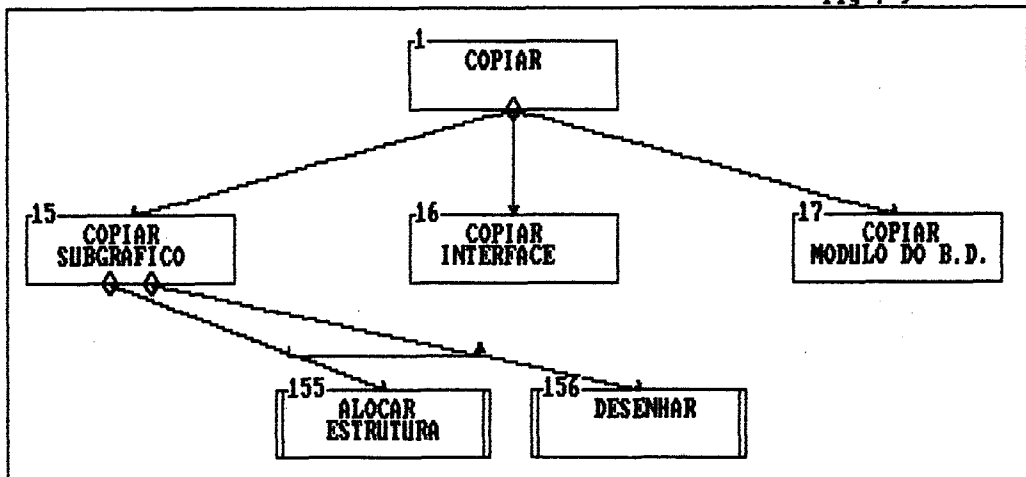 1
COPIAR
15
COPIAR
SUBGRAFICO
16
COPIAR
INTERFACE
17
COPIAR
MODULO DO B.D.
155
ALOCAR
ESTRUTURA
156
DESENHAR